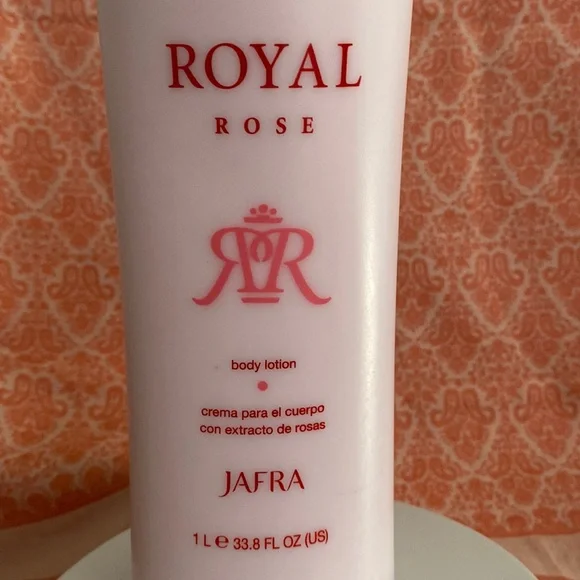 ROYAL
ROSE
body lotion
crema para el cuerpo
con extracto de rosas
JAFRA
1 L ℮ 33.8 FL OZ (US)